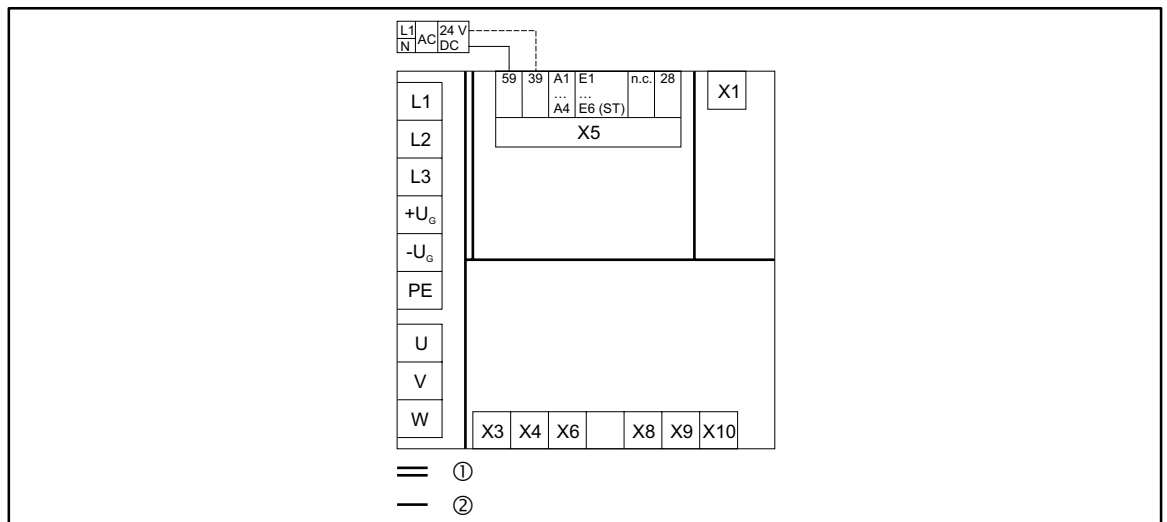 L1 AC 24 V
N DC
59 39 A1 E1 n.c. 28
... ...
A4 E6 (ST)
X5
X1
L1
L2
L3
+UG
-UG
PE
U
V
W
X3 X4 X6 X8 X9 X10
①
②